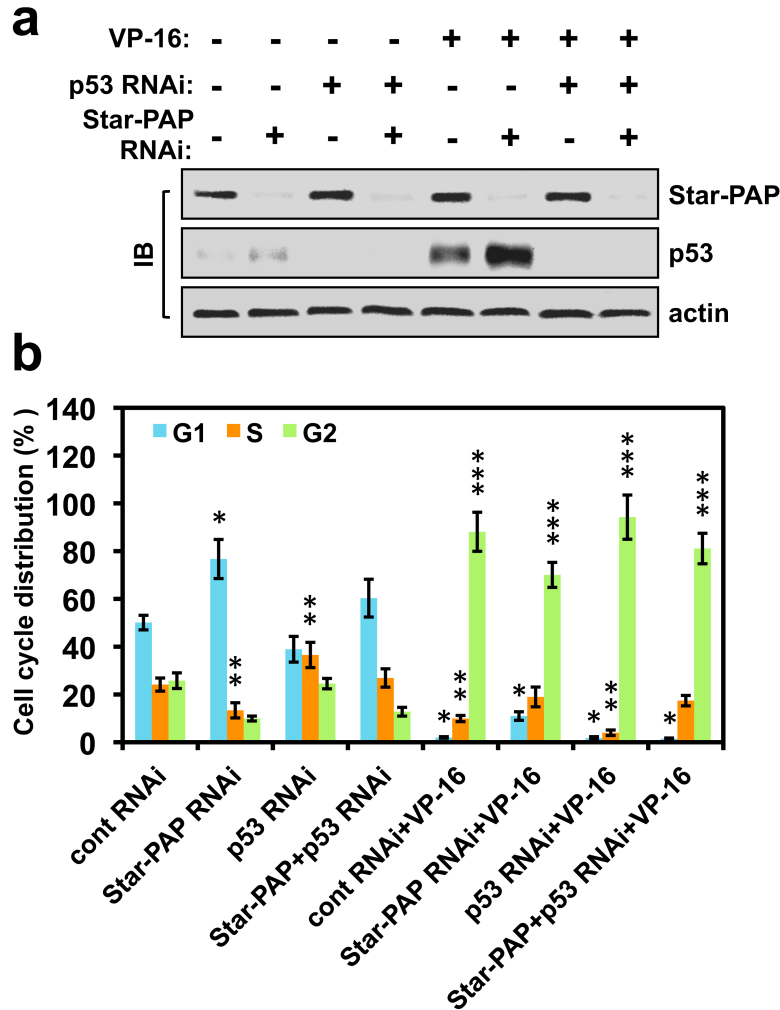 a
VP-16: - - - - + + + +
p53 RNAi: - - + + - - + +
Star-PAP
RNAi: - + - + - + - +
IB
Star-PAP
p53
actin
b
Cell cycle distribution (% )
140
120
100
80
60
40
20
0
G1 S G2
*
**
**
*
**
***
*
***
*
**
***
*
***
cont RNAi
Star-PAP RNAi
p53 RNAi
Star-PAP+p53 RNAi
cont RNAi+VP-16
Star-PAP RNAi+VP-16
p53 RNAi+VP-16
Star-PAP+p53 RNAi+VP-16